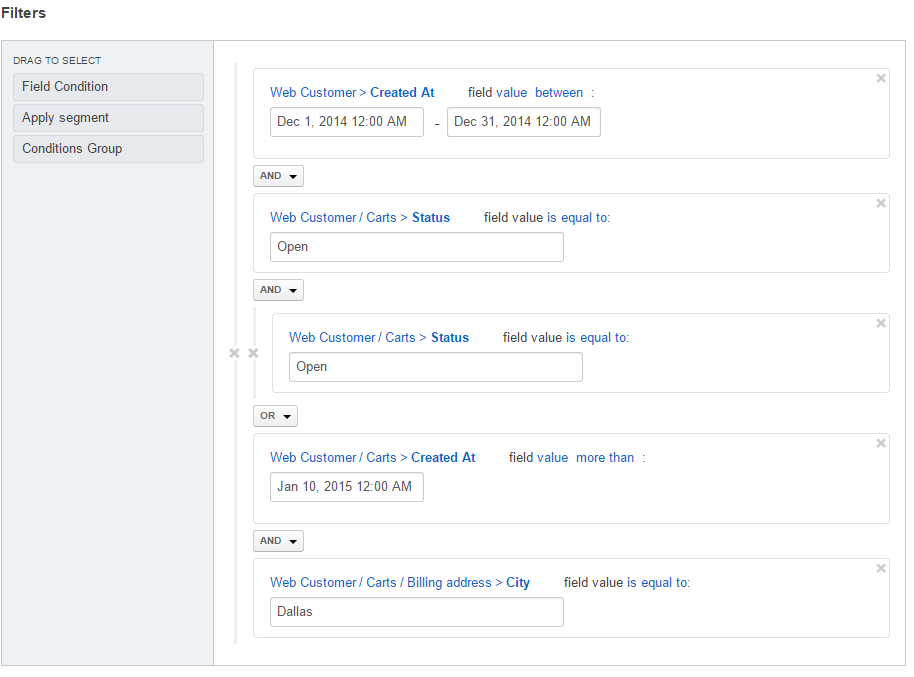 Filters
DRAG TO SELECT
Field Condition
Apply segment
Conditions Group
Web Customer > Created At field value between :
Dec 1, 2014 12:00 AM - Dec 31, 2014 12:00 AM
AND
Web Customer / Carts > Status field value is equal to:
Open
AND
Web Customer / Carts > Status field value is equal to:
Open
OR
Web Customer / Carts > Created At field value more than :
Jan 10, 2015 12:00 AM
AND
Web Customer / Carts / Billing address > City field value is equal to:
Dallas